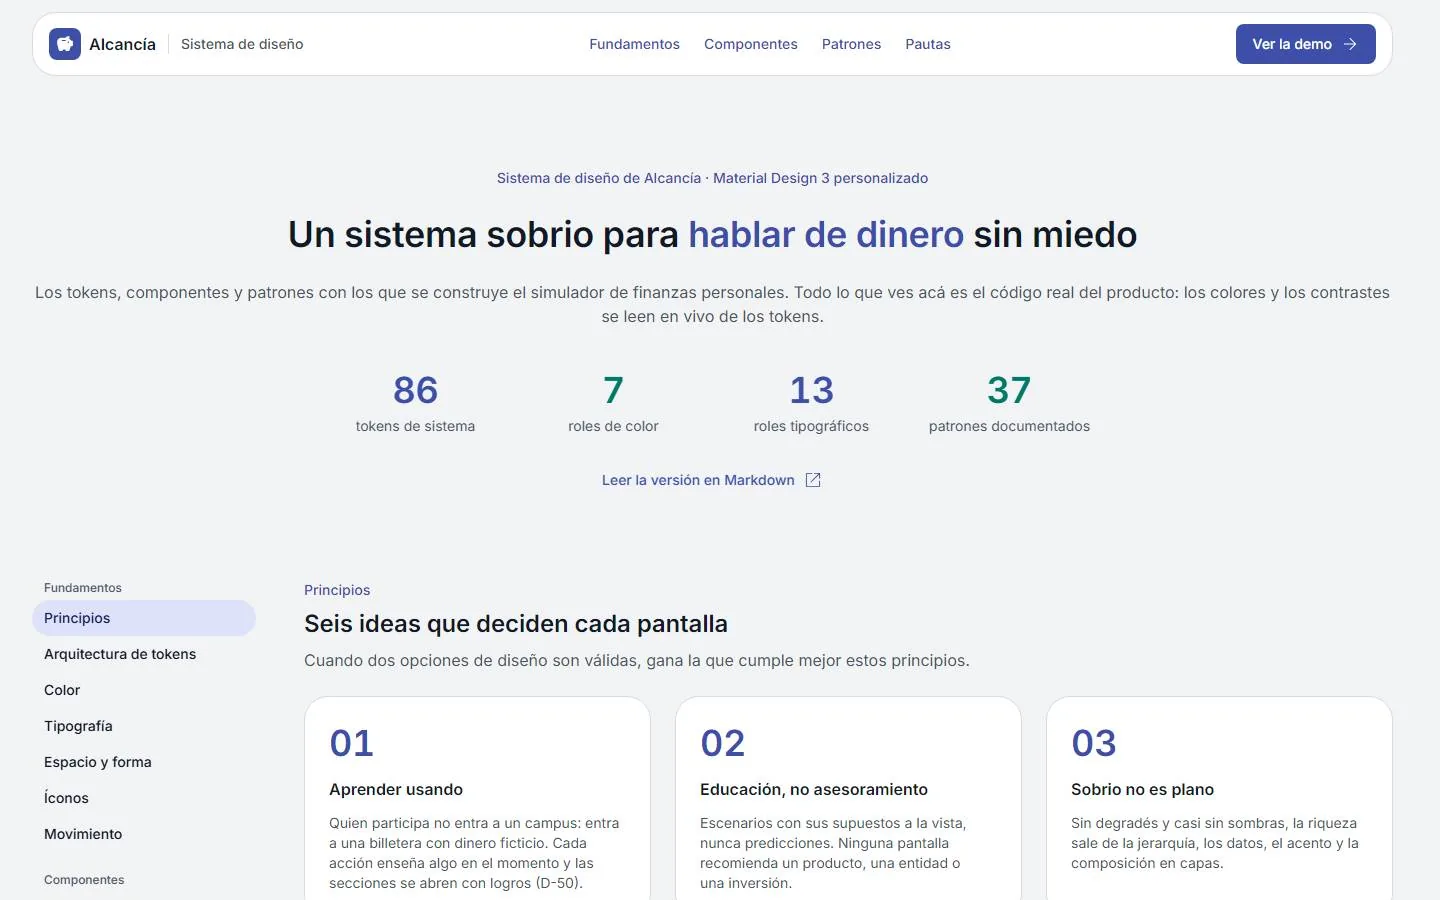 Alcancía
Sistema de diseño
Fundamentos
Componentes
Patrones
Pautas
Ver la demo
Sistema de diseño de Alcancía · Material Design 3 personalizado
Un sistema sobrio para hablar de dinero sin miedo
Los tokens, componentes y patrones con los que se construye el simulador de finanzas personales. Todo lo que ves acá es el código real del producto: los colores y los contrastes
se leen en vivo de los tokens.
86
tokens de sistema
7
roles de color
13
roles tipográficos
37
patrones documentados
Leer la versión en Markdown
Fundamentos
Principios
Arquitectura de tokens
Color
Tipografía
Espacio y forma
Íconos
Movimiento
Componentes
Principios
Seis ideas que deciden cada pantalla
Cuando dos opciones de diseño son válidas, gana la que cumple mejor estos principios.
01
Aprender usando
Quien participa no entra a un campus: entra
a una billetera con dinero ficticio. Cada
acción enseña algo en el momento y las
secciones se abren con logros (D-50).
02
Educación, no asesoramiento
Escenarios con sus supuestos a la vista,
nunca predicciones. Ninguna pantalla
recomienda un producto, una entidad o
una inversión.
03
Sobrio no es plano
Sin degradés y casi sin sombras, la riqueza
sale de la jerarquía, los datos, el acento y la
composición en capas.